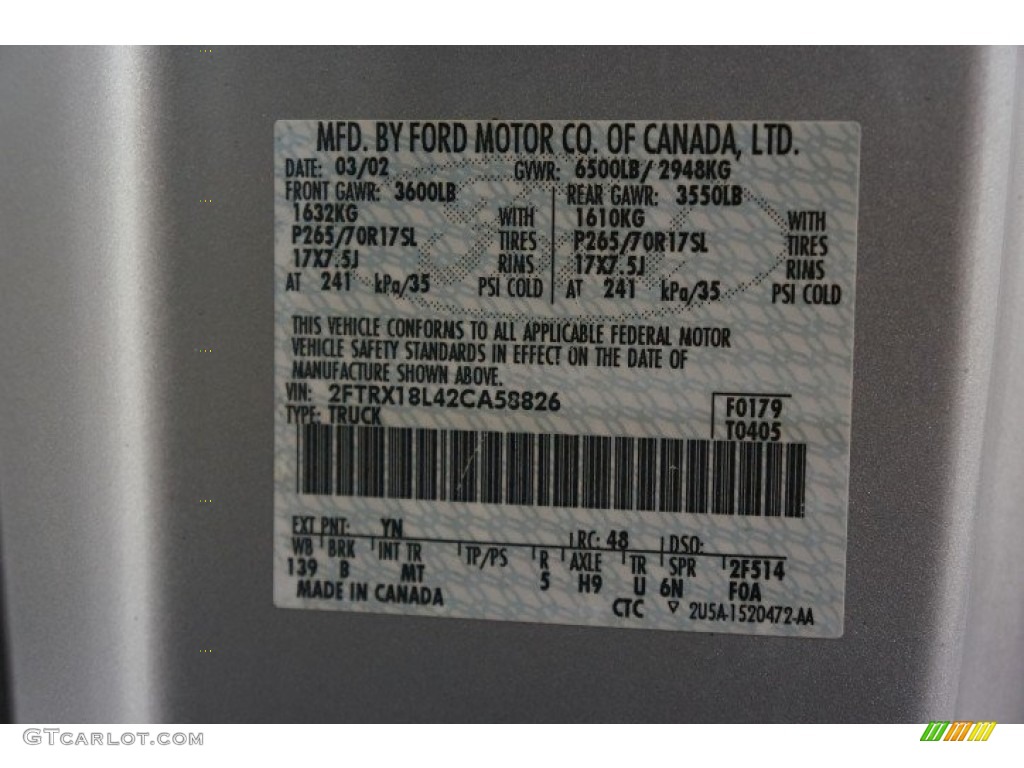 MFD. BY FORD MOTOR CO. OF CANADA, LTD.
DATE: 03/02 GVWR: 6500LB/ 2948KG
FRONT GAWR: 3600LB REAR GAWR: 3550LB
1632KG WITH 1610KG WITH
P265/70R17SL TIRES P265/70R17SL TIRES
17X7.5J RIMS 17X7.5J RIMS
AT 241 kPa/35 PSI COLD AT 241 kPa/35 PSI COLD
THIS VEHICLE CONFORMS TO ALL APPLICABLE FEDERAL MOTOR
VEHICLE SAFETY STANDARDS IN EFFECT ON THE DATE OF
MANUFACTURE SHOWN ABOVE.
VIN: 2FTRX18L42CA58826 F0179
TYPE: TRUCK T0405
EXT PNT: YN RC: 48 DSO:
WB BRK INT TR TP/PS R AXLE TR SPR 2F514
139 B MT 5 H9 U 6N F0A
MADE IN CANADA CTC ▽ 2U5A-1520472-AA
GTCARLOT.COM